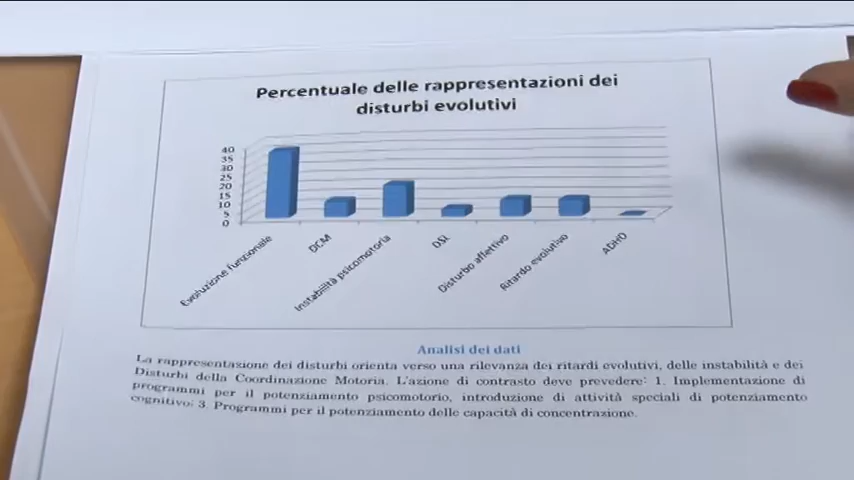 Percentuale delle rappresentazioni dei
disturbi evolutivi
40
35
30
25
20
15
10
5
0
Evoluzione funzionale
DCM
Instabilità psicomotoria
DSL
Disturbo affettivo
Ritardo evolutivo
ADHD
Analisi dei dati
La rappresentazione dei disturbi orienta verso una rilevanza dei ritardi evolutivi, delle instabilità e dei
Disturbi della Coordinazione Motoria. L'azione di contrasto deve prevedere: 1. Implementazione di
programmi per il potenziamento psicomotorio, introduzione di attività speciali di potenziamento
cognitivo; 3. Programmi per il potenziamento delle capacità di concentrazione.